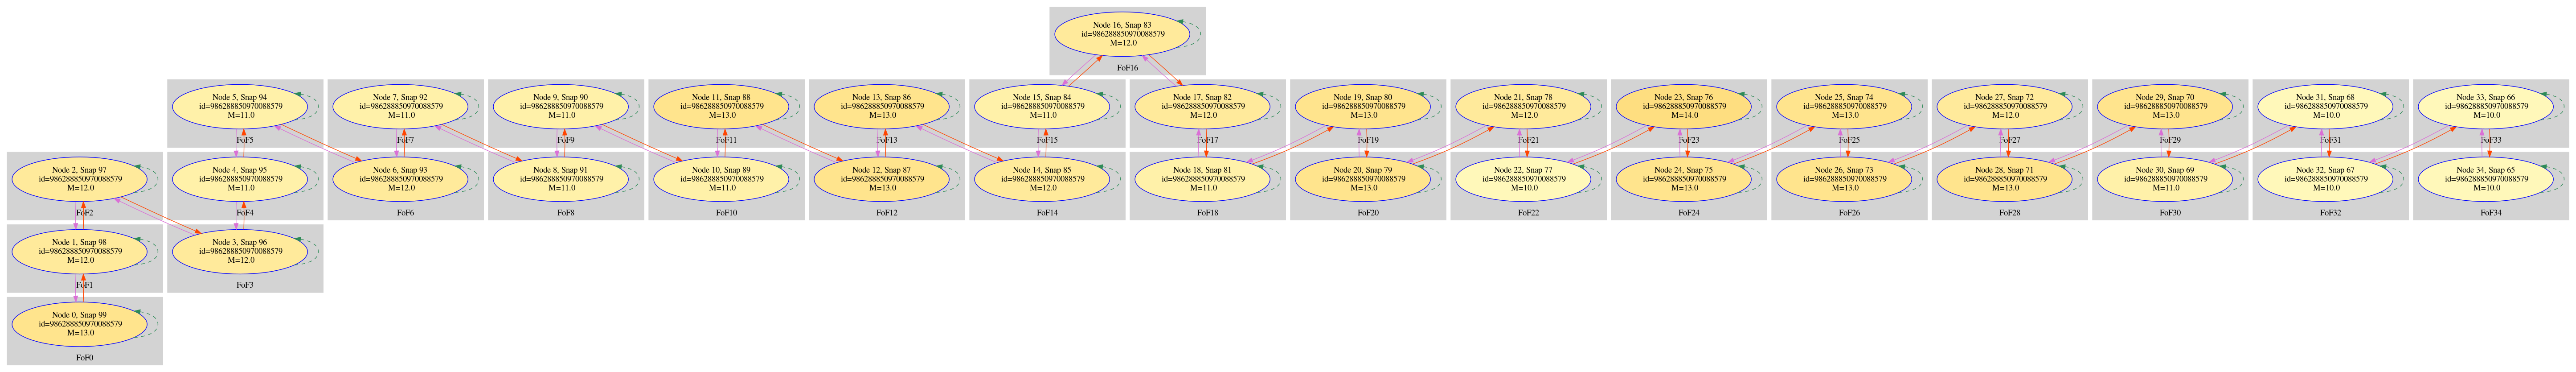 Node 16, Snap 83
id=986288850970088579
M=12.0
FoF16
Node 5, Snap 94
id=986288850970088579
M=11.0
FoF5
Node 7, Snap 92
id=986288850970088579
M=11.0
FoF7
Node 9, Snap 90
id=986288850970088579
M=11.0
FoF9
Node 11, Snap 88
id=986288850970088579
M=13.0
FoF11
Node 13, Snap 86
id=986288850970088579
M=13.0
FoF13
Node 15, Snap 84
id=986288850970088579
M=11.0
FoF15
Node 17, Snap 82
id=986288850970088579
M=12.0
FoF17
Node 19, Snap 80
id=986288850970088579
M=13.0
FoF19
Node 21, Snap 78
id=986288850970088579
M=12.0
FoF21
Node 23, Snap 76
id=986288850970088579
M=14.0
FoF23
Node 25, Snap 74
id=986288850970088579
M=13.0
FoF25
Node 27, Snap 72
id=986288850970088579
M=12.0
FoF27
Node 29, Snap 70
id=986288850970088579
M=13.0
FoF29
Node 31, Snap 68
id=986288850970088579
M=10.0
FoF31
Node 33, Snap 66
id=986288850970088579
M=10.0
FoF33
Node 2, Snap 97
id=986288850970088579
M=12.0
FoF2
Node 4, Snap 95
id=986288850970088579
M=11.0
FoF4
Node 6, Snap 93
id=986288850970088579
M=12.0
FoF6
Node 8, Snap 91
id=986288850970088579
M=11.0
FoF8
Node 10, Snap 89
id=986288850970088579
M=11.0
FoF10
Node 12, Snap 87
id=986288850970088579
M=13.0
FoF12
Node 14, Snap 85
id=986288850970088579
M=12.0
FoF14
Node 18, Snap 81
id=986288850970088579
M=11.0
FoF18
Node 20, Snap 79
id=986288850970088579
M=13.0
FoF20
Node 22, Snap 77
id=986288850970088579
M=10.0
FoF22
Node 24, Snap 75
id=986288850970088579
M=13.0
FoF24
Node 26, Snap 73
id=986288850970088579
M=13.0
FoF26
Node 28, Snap 71
id=986288850970088579
M=13.0
FoF28
Node 30, Snap 69
id=986288850970088579
M=11.0
FoF30
Node 32, Snap 67
id=986288850970088579
M=10.0
FoF32
Node 34, Snap 65
id=986288850970088579
M=10.0
FoF34
Node 1, Snap 98
id=986288850970088579
M=12.0
FoF1
Node 3, Snap 96
id=986288850970088579
M=12.0
FoF3
Node 0, Snap 99
id=986288850970088579
M=13.0
FoF0